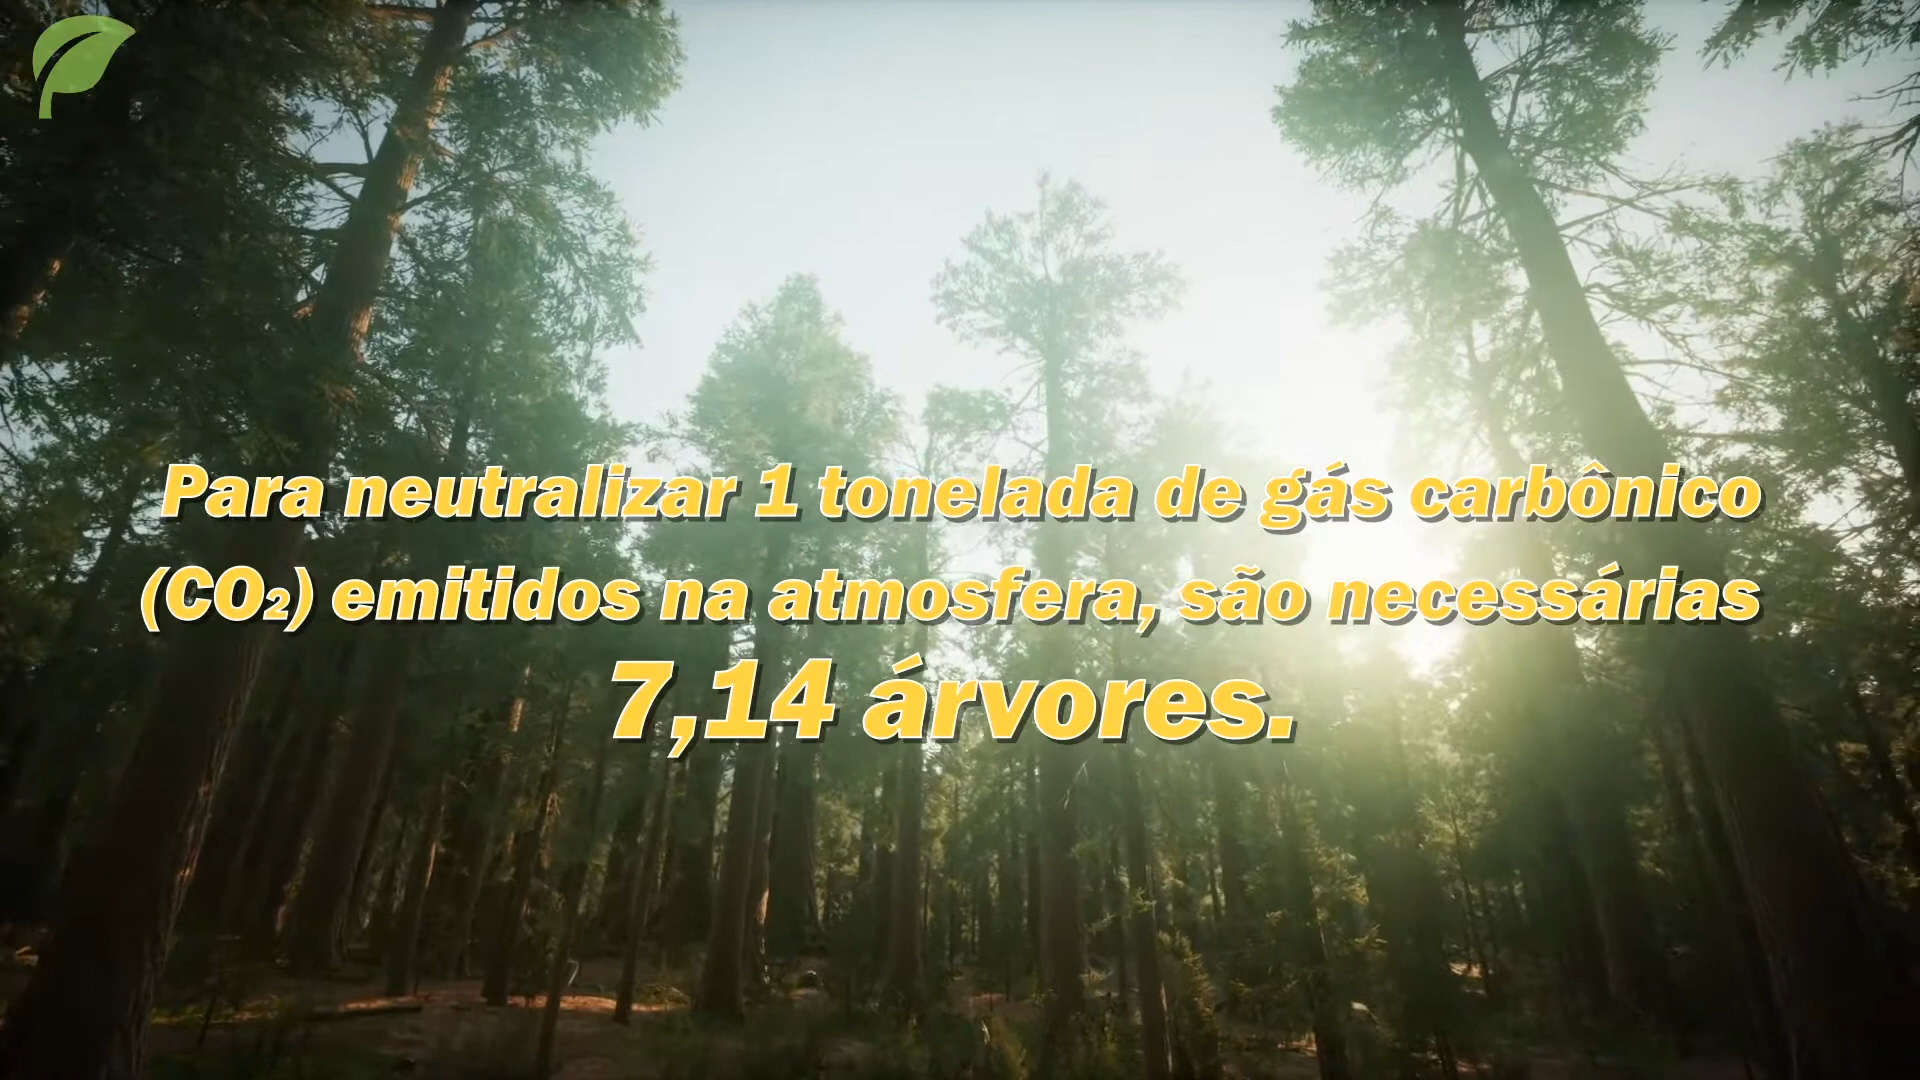 Para neutralizar 1 tonelada de gás carbônico
(CO₂) emitidos na atmosfera, são necessárias
7,14 árvores.